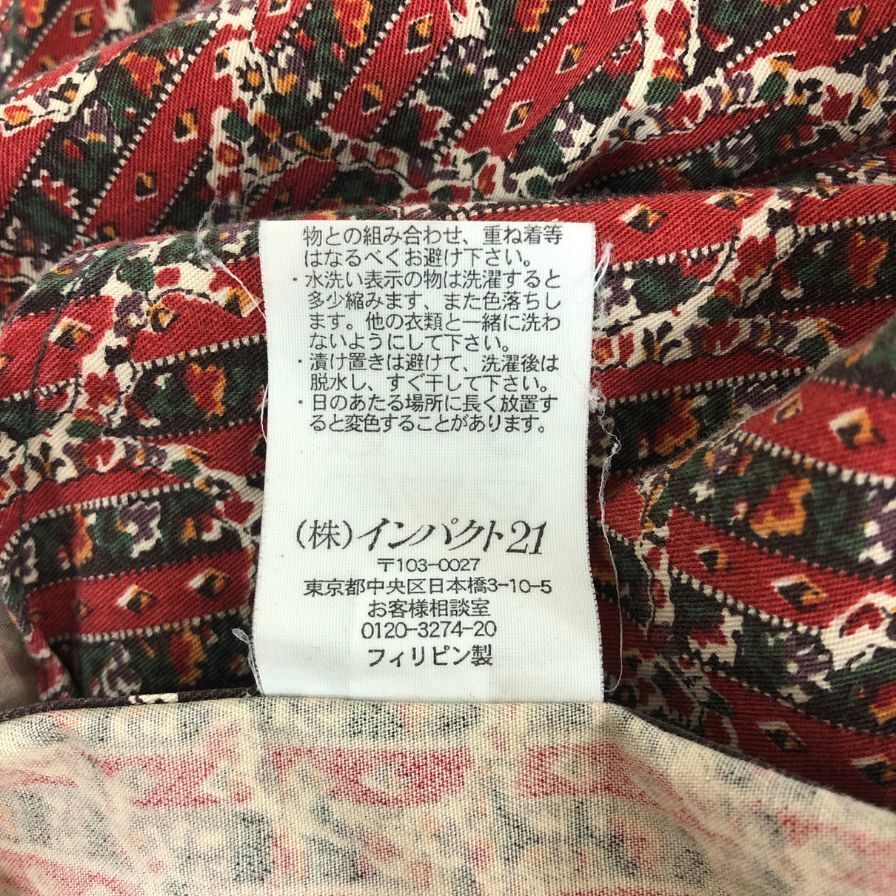 物との組み合わせ、重ね着等
はなるべくお避け下さい。
・水洗い表示の物は洗濯すると
多少縮みます、また色落ちし
ます。他の衣類と一緒に洗わ
ないようにして下さい。
・漬け置きは避けて、洗濯後は
脱水し、すぐ干して下さい。
・日のあたる場所に長く放置す
ると変色することがあります。
(株)インパクト21
〒103-0027
東京都中央区日本橋3-10-5
お客様相談室
0120-3274-20
フィリピン製